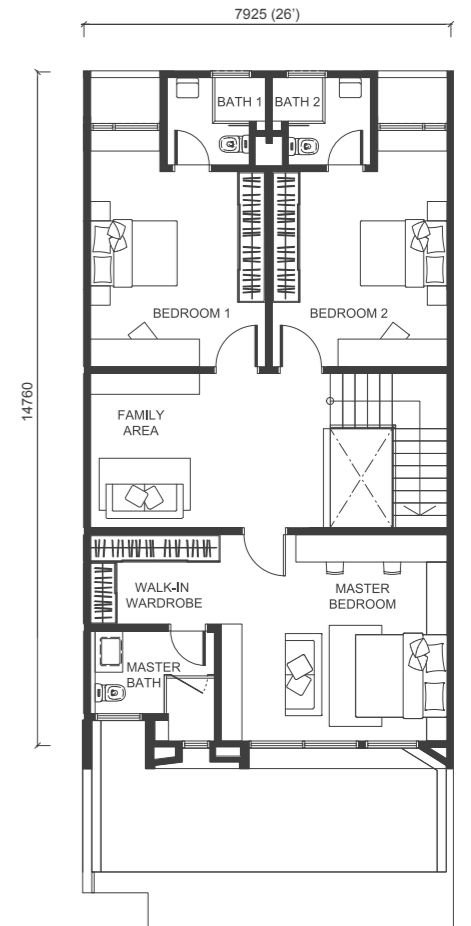 7925 (26')
BATH 1
BATH 2
BEDROOM 1
BEDROOM 2
14760
FAMILY
AREA
WALK-IN
WARDROBE
MASTER
BEDROOM
MASTER
BATH